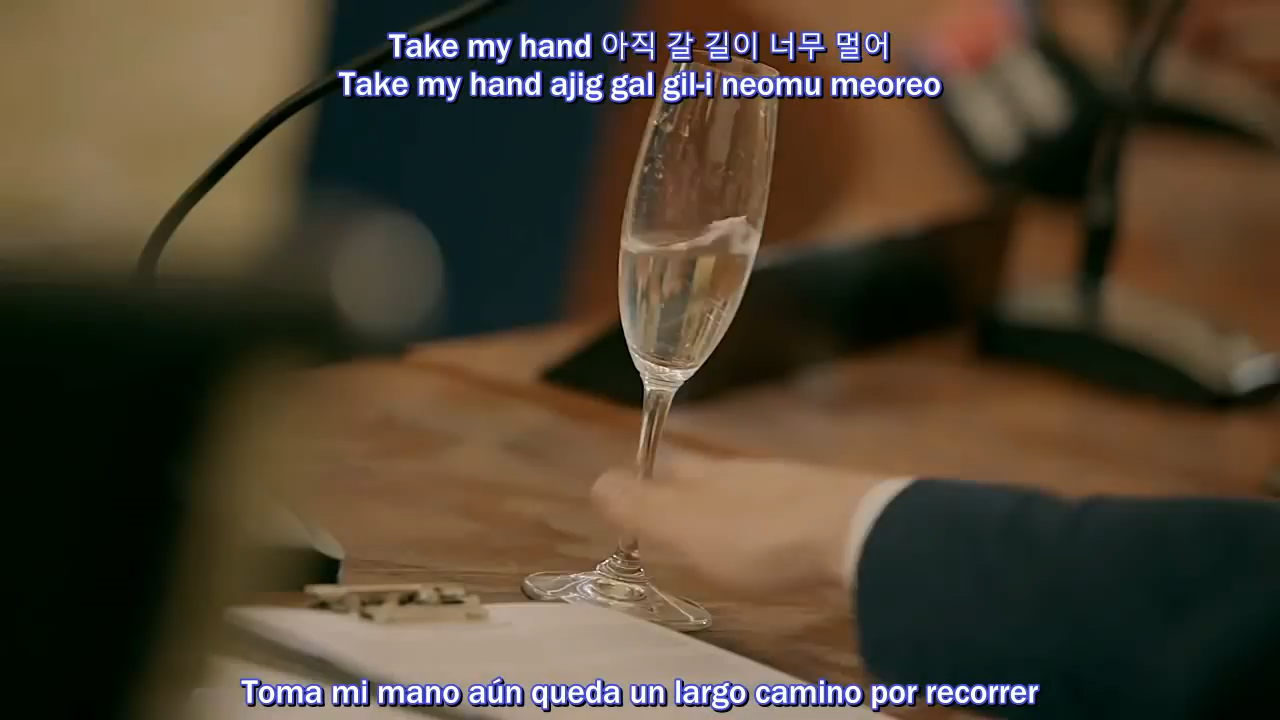 Take my hand 아직 갈 길이 너무 멀어
Take my hand ajig gal gil-i neomu meoreo
Toma mi mano aún queda un largo camino por recorrer